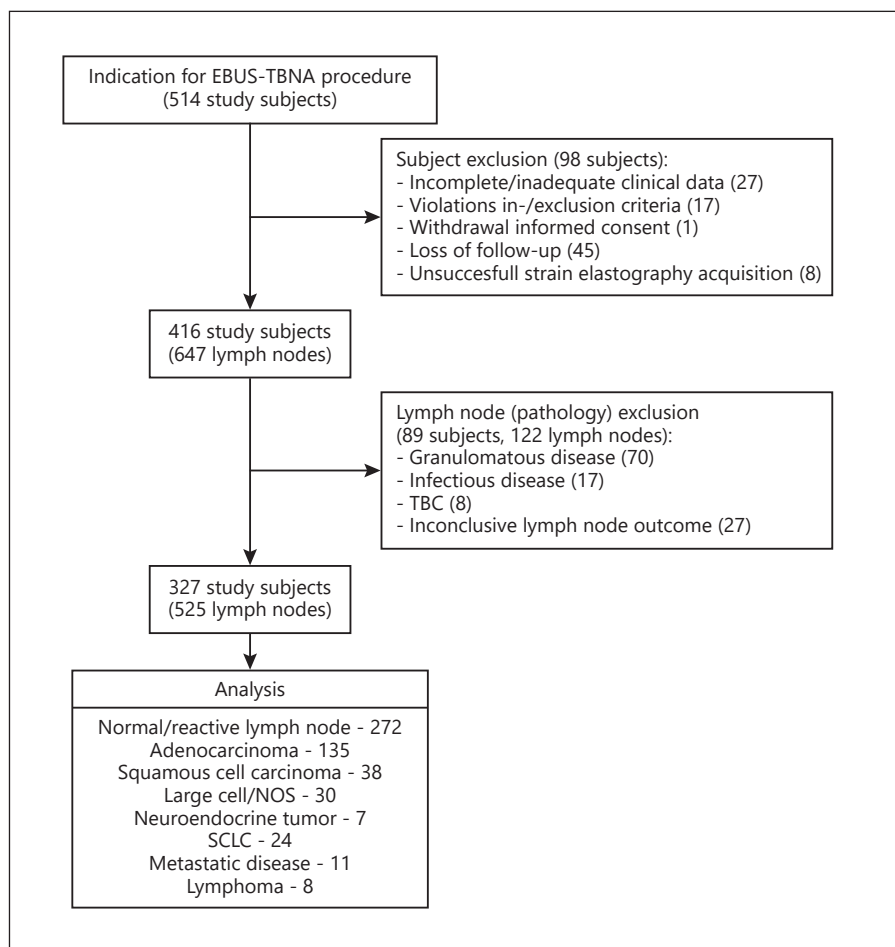 Indication for EBUS-TBNA procedure
(514 study subjects)
Subject exclusion (98 subjects):
- Incomplete/inadequate clinical data (27)
- Violations in-/exclusion criteria (17)
- Withdrawal informed consent (1)
- Loss of follow-up (45)
- Unsuccesfull strain elastography acquisition (8)
416 study subjects
(647 lymph nodes)
Lymph node (pathology) exclusion
(89 subjects, 122 lymph nodes):
- Granulomatous disease (70)
- Infectious disease (17)
- TBC (8)
- Inconclusive lymph node outcome (27)
327 study subjects
(525 lymph nodes)
Analysis
Normal/reactive lymph node - 272
Adenocarcinoma - 135
Squamous cell carcinoma - 38
Large cell/NOS - 30
Neuroendocrine tumor - 7
SCLC - 24
Metastatic disease - 11
Lymphoma - 8